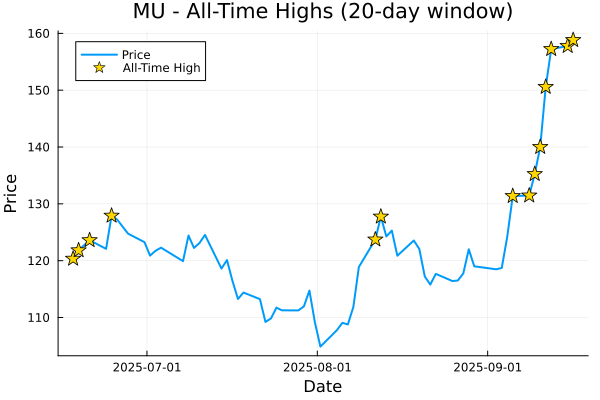 MU - All-Time Highs (20-day window)
Price
All-Time High
160
150
140
130
120
110
Price
2025-07-01
2025-08-01
2025-09-01
Date